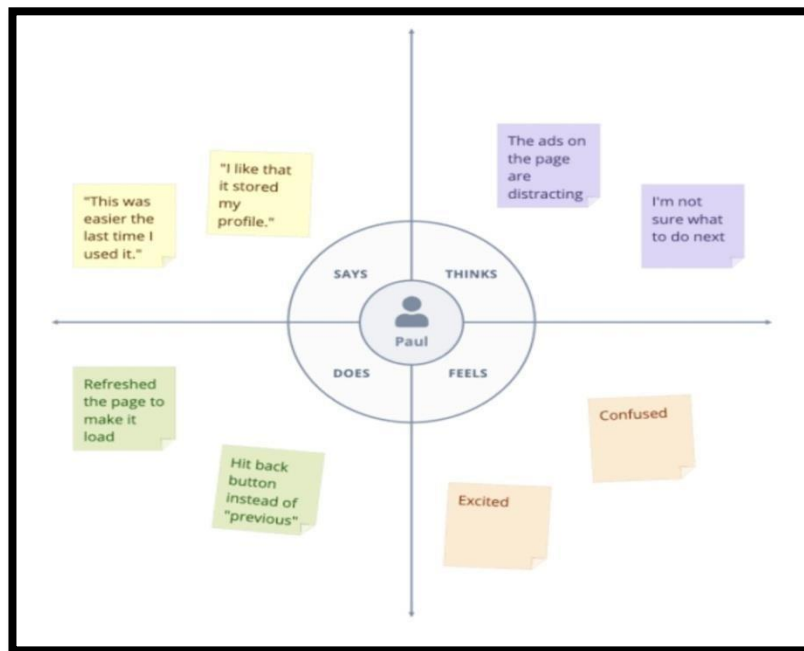 "This was
easier the
last time I
used it."
"I like that
it stored
my
profile."
The ads on
the page
are
distracting
I'm not
sure what
to do next
SAYS
THINKS
Paul
DOES
FEELS
Refreshed
the page to
make it
load
Hit back
button
instead of
"previous"
Excited
Confused